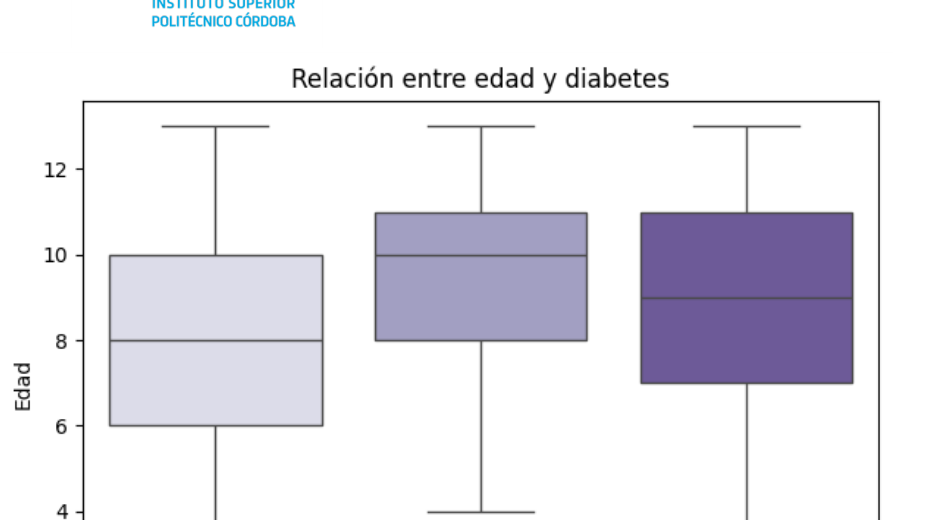 INSTITUTO SUPERIOR
POLITÉCNICO CÓRDOBA
Relación entre edad y diabetes
12
10
8
6
4
Edad